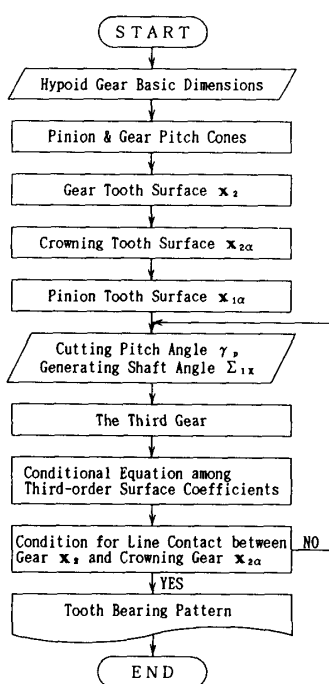 START
Hypoid Gear Basic Dimensions
Pinion & Gear Pitch Cones
Gear Tooth Surface x₂
Crowning Tooth Surface x₂α
Pinion Tooth Surface x₁α
Cutting Pitch Angle γₚ
Generating Shaft Angle Σ₁ₓ
The Third Gear
Conditional Equation among
Third-order Surface Coefficients
Condition for Line Contact between
Gear x₂ and Crowning Gear x₂α
NO
YES
Tooth Bearing Pattern
END